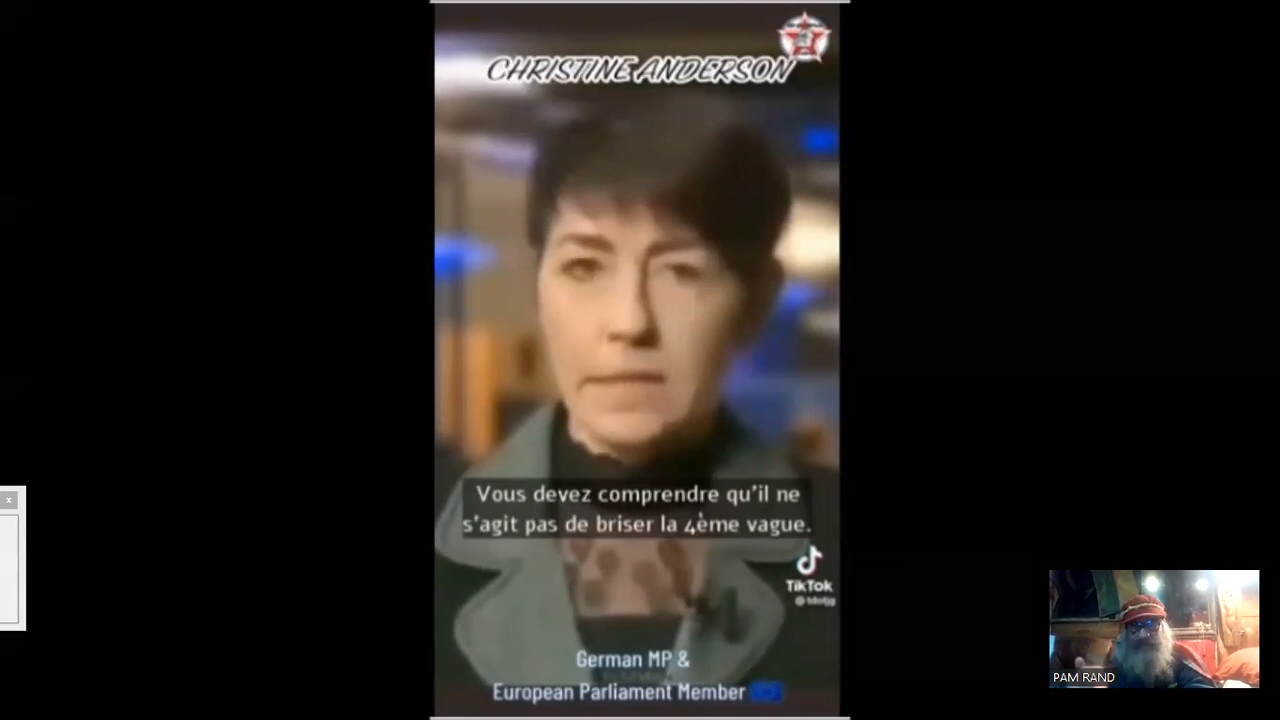 CHRISTINE ANDERSON
Vous devez comprendre qu'il ne
s'agit pas de briser la 4ème vague.
TikTok
German MP &
European Parliament Member
x
PAM RAND